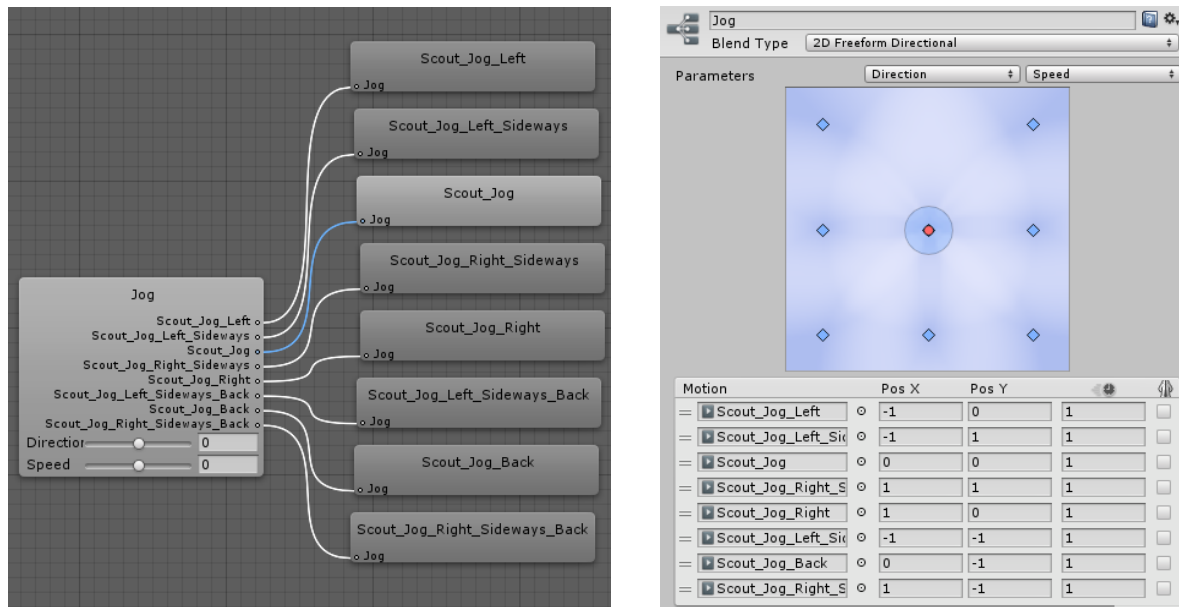 Scout_Jog_Left
Jog
Scout_Jog_Left_Sideways
Jog
Scout_Jog
Jog
Scout_Jog_Right_Sideways
Jog
Scout_Jog_Right
Jog
Scout_Jog_Left_Sideways_Back
Jog
Scout_Jog_Back
Jog
Scout_Jog_Right_Sideways_Back
Jog
Jog
Scout_Jog_Left
Scout_Jog_Left_Sideways
Scout_Jog
Scout_Jog_Right_Sideways
Scout_Jog_Right
Scout_Jog_Left_Sideways_Back
Scout_Jog_Back
Scout_Jog_Right_Sideways_Back
Direction 0
Speed 0
Jog
Blend Type 2D Freeform Directional
Parameters Direction Speed
Motion Pos X Pos Y
Scout_Jog_Left -1 0 1
Scout_Jog_Left_Sid -1 1 1
Scout_Jog 0 0 1
Scout_Jog_Right_S 1 1 1
Scout_Jog_Right 1 0 1
Scout_Jog_Left_Sid -1 -1 1
Scout_Jog_Back 0 -1 1
Scout_Jog_Right_S 1 -1 1